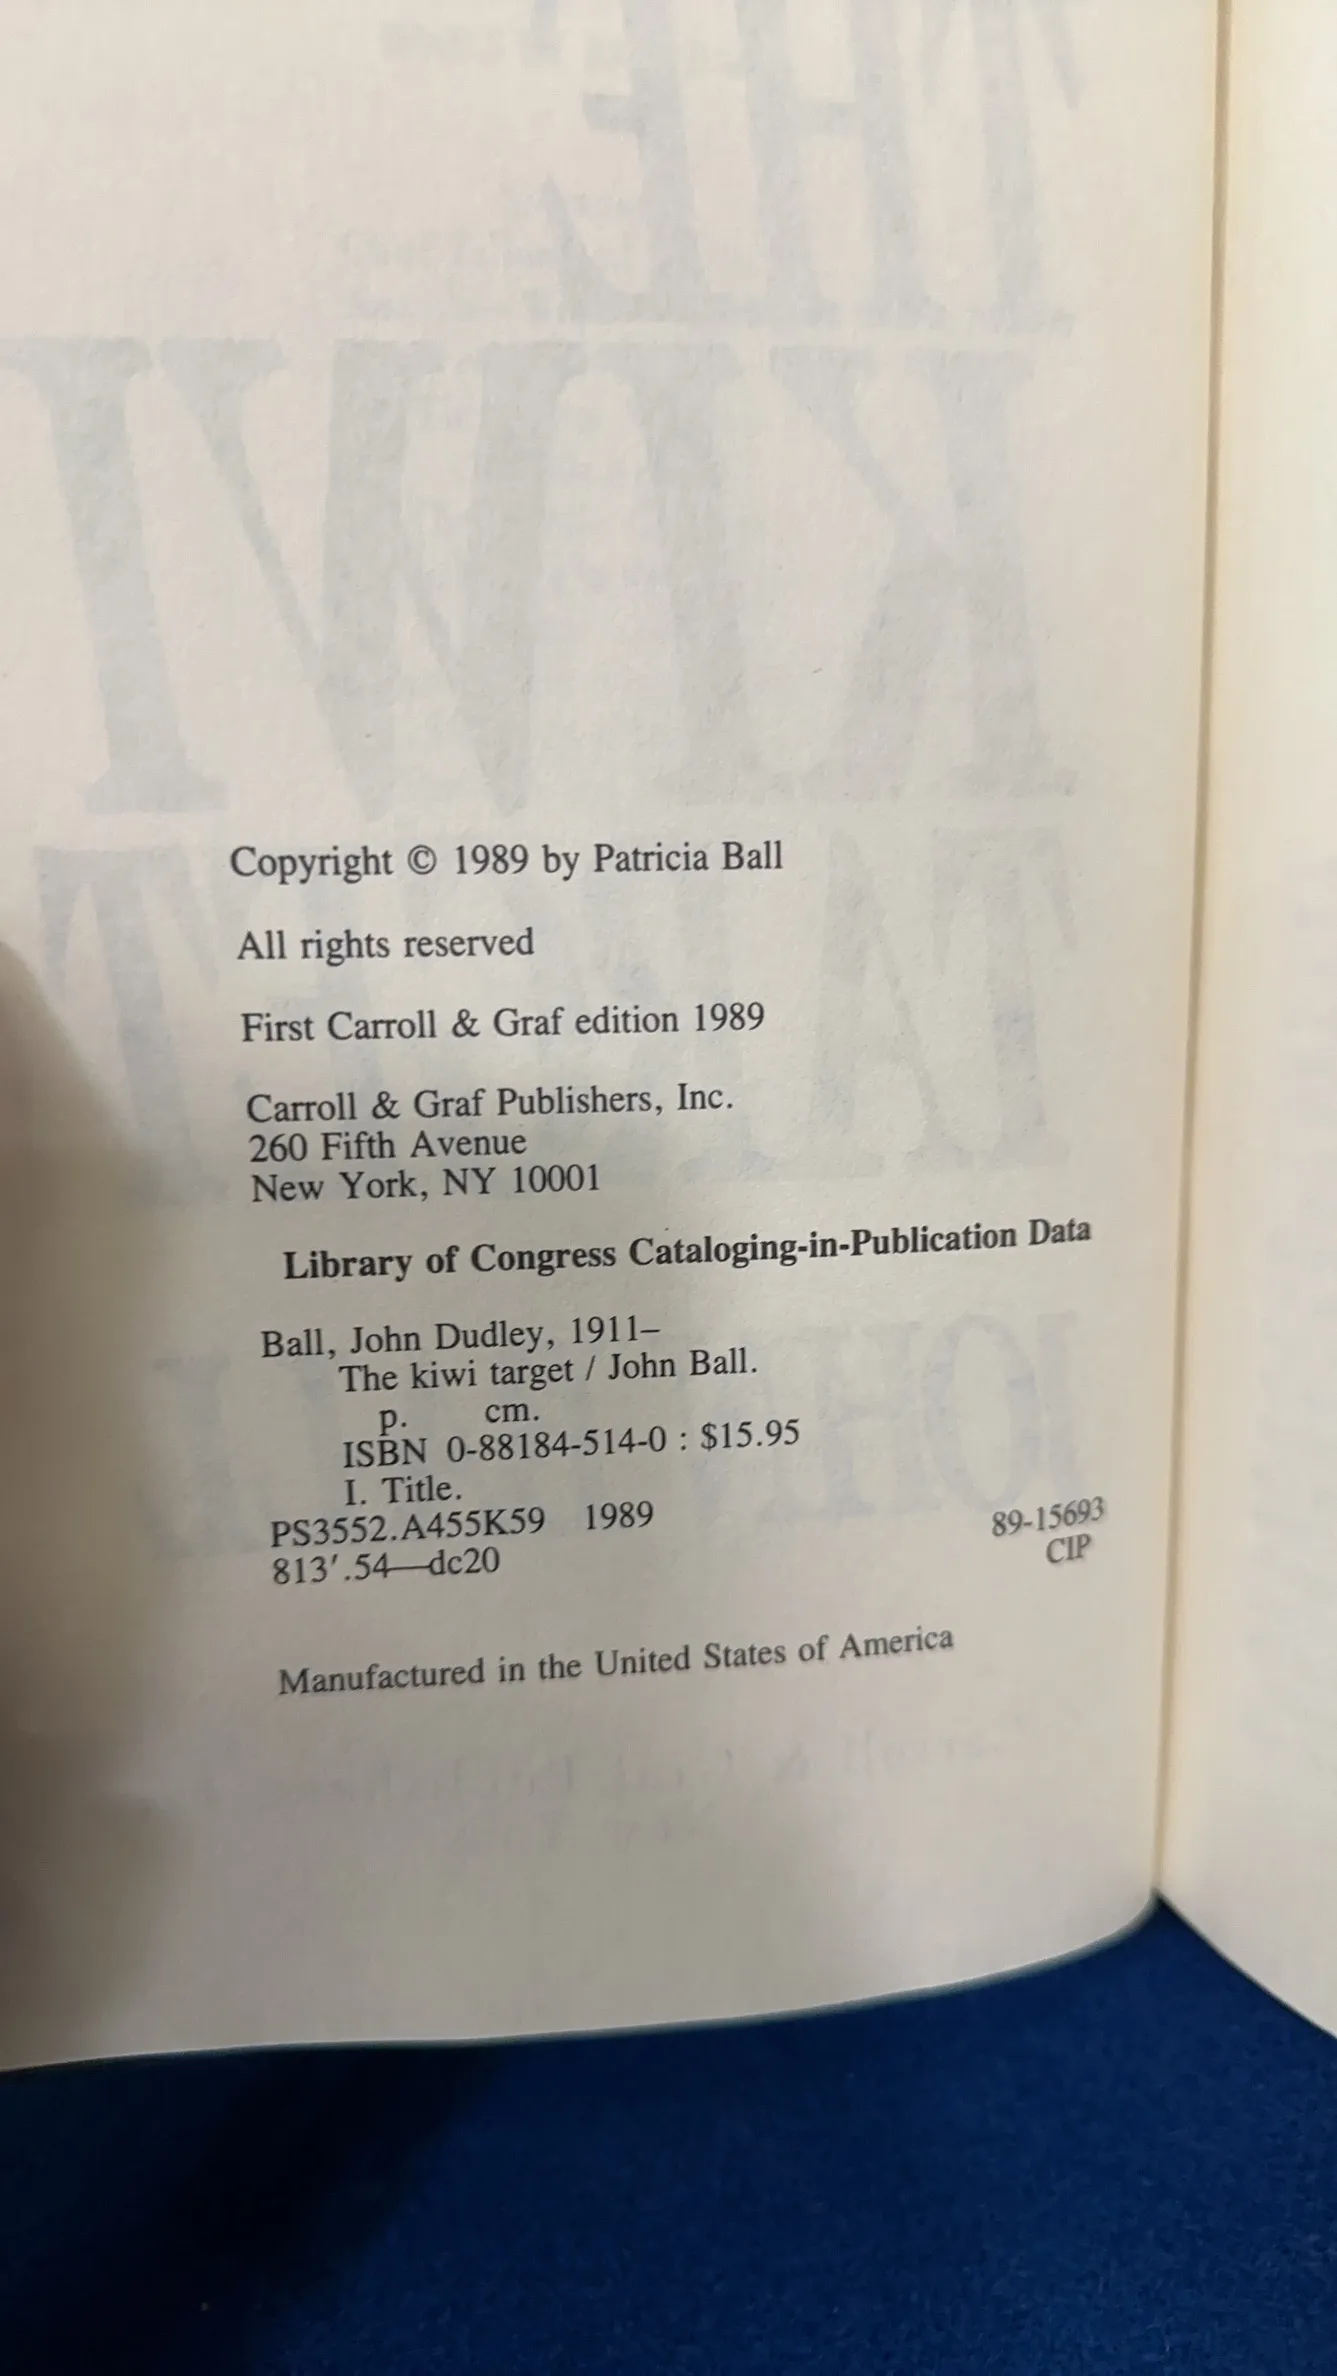 Copyright © 1989 by Patricia Ball
All rights reserved
First Carroll & Graf edition 1989
Carroll & Graf Publishers, Inc.
260 Fifth Avenue
New York, NY 10001
Library of Congress Cataloging-in-Publication Data
Ball, John Dudley, 1911–
The kiwi target / John Ball.
p. cm.
ISBN 0-88184-514-0 : $15.95
I. Title.
PS3552.A455K59 1989 89-15693
813′.54—dc20 CIP
Manufactured in the United States of America